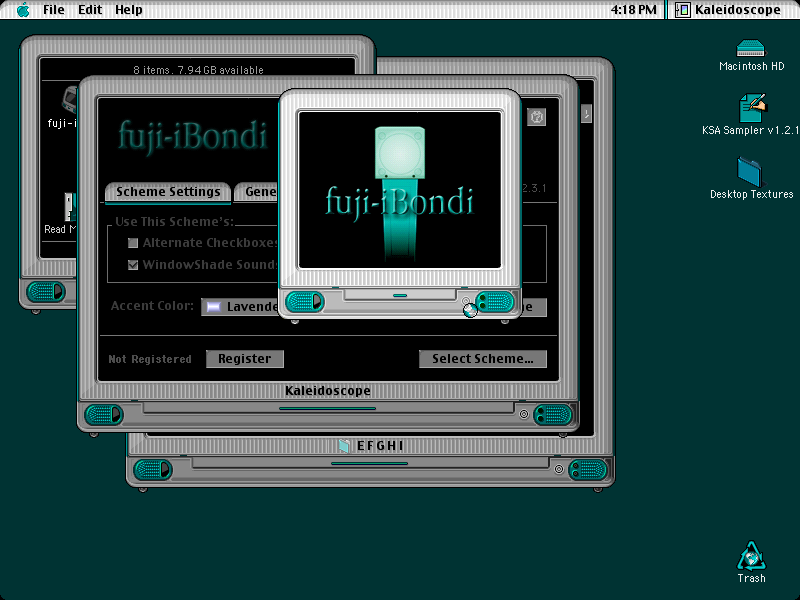 File Edit Help
4:18 PM Kaleidoscope
8 items, 7.94 GB available
fuji-i
Read M
fuji-iBondi
2.3.1
Scheme Settings
Gene
Use This Scheme's:
Alternate Checkboxes
WindowShade Sound
Accent Color:
Lavende
e
Not Registered
Register
Select Scheme...
Kaleidoscope
fuji-iBondi
E F G H I
Macintosh HD
KSA Sampler v1.2.1
Desktop Textures
Trash